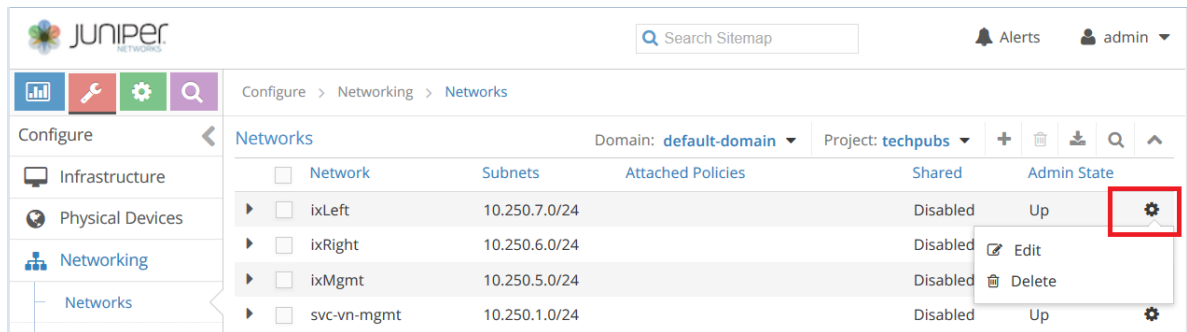 JUNIPER
NETWORKS
Search Sitemap
Alerts
admin
Configure > Networking > Networks
Configure
Networks
Domain: default-domain
Project: techpubs
Network Subnets Attached Policies Shared Admin State
Infrastructure
ixLeft 10.250.7.0/24 Disabled Up
Physical Devices
ixRight 10.250.6.0/24 Disabled
Edit
Networking
ixMgmt 10.250.5.0/24 Disabled
Delete
Networks
svc-vn-mgmt 10.250.1.0/24 Disabled Up